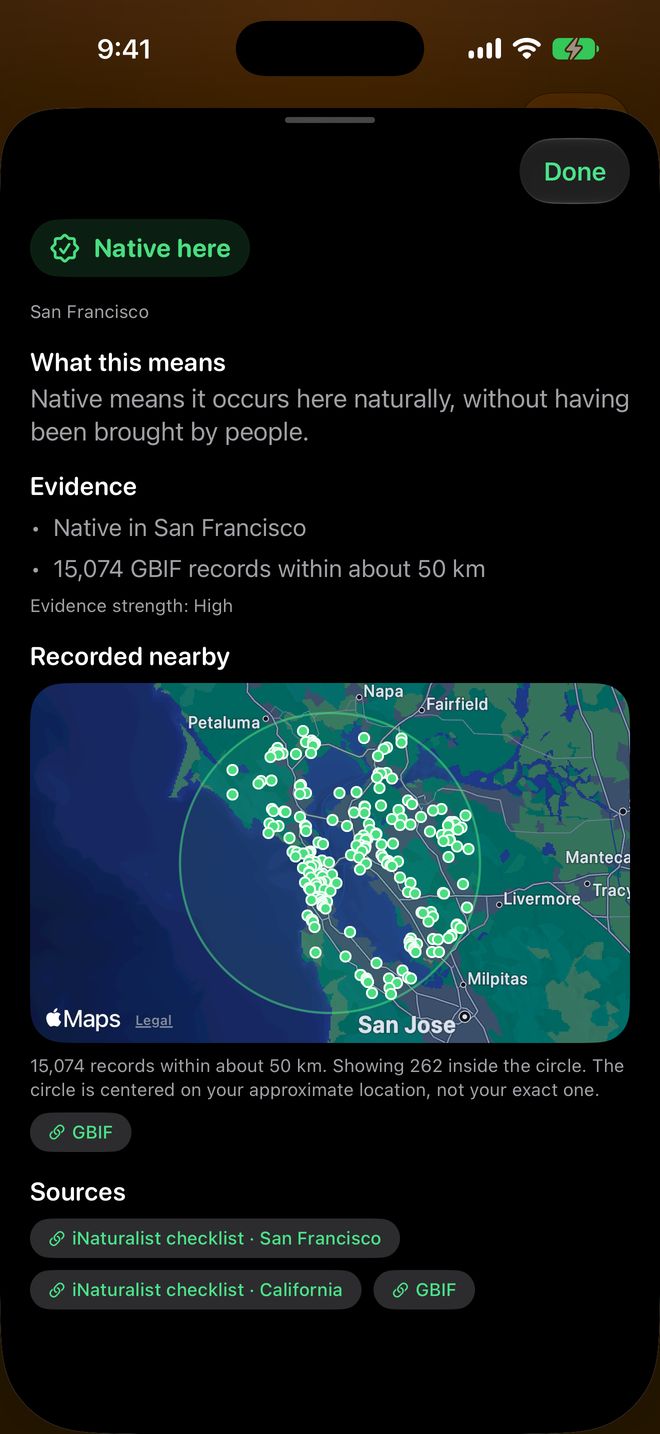 9:41
Done
Native here
San Francisco
What this means
Native means it occurs here naturally, without having
been brought by people.
Evidence
• Native in San Francisco
• 15,074 GBIF records within about 50 km
Evidence strength: High
Recorded nearby
Napa
Fairfield
Petaluma
Manteca
Tracy
Livermore
Milpitas
San Jose
Maps Legal
15,074 records within about 50 km. Showing 262 inside the circle. The
circle is centered on your approximate location, not your exact one.
GBIF
Sources
iNaturalist checklist · San Francisco
iNaturalist checklist · California
GBIF